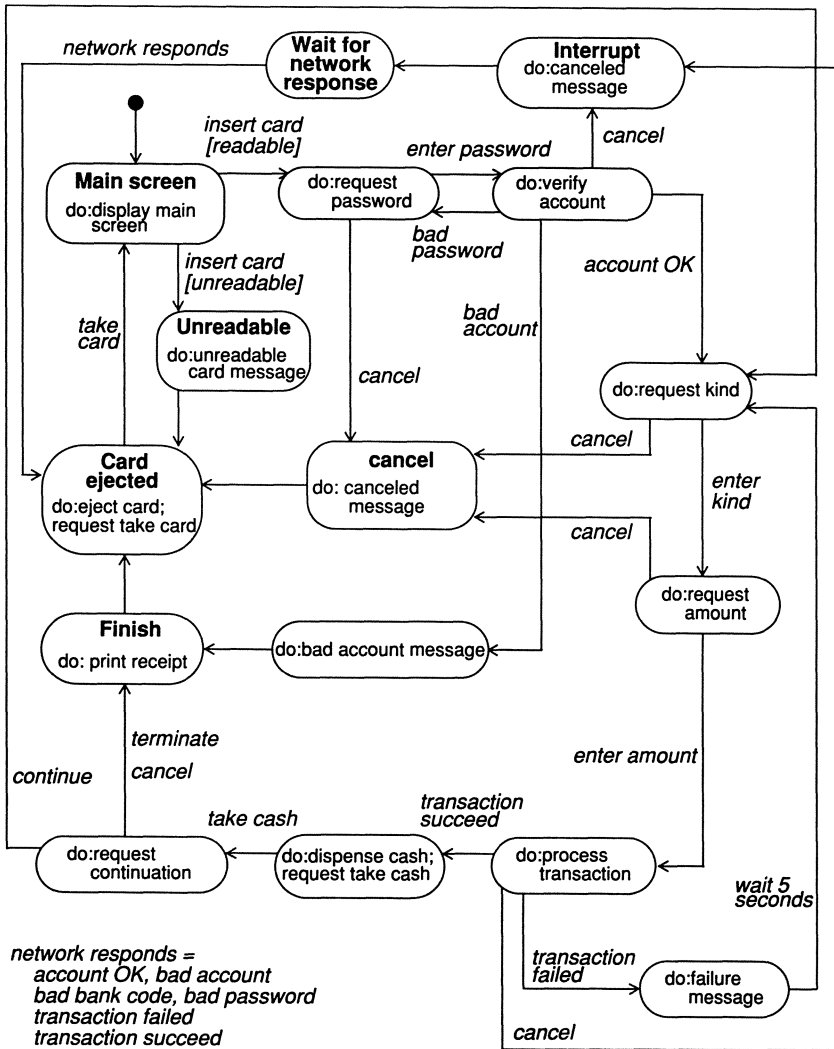 network responds
Wait for
network
response
Interrupt
do:canceled
message
cancel
insert card
[readable]
enter password
Main screen
do:display main
screen
do:request
password
do:verify
account
bad
password
account OK
insert card
[unreadable]
take
card
Unreadable
do:unreadable
card message
bad
account
cancel
do:request kind
cancel
Card
ejected
do:eject card;
request take card
cancel
do: canceled
message
enter
kind
cancel
do:request
amount
Finish
do: print receipt
do:bad account message
terminate
cancel
continue
enter amount
take cash
transaction
succeed
do:request
continuation
do:dispense cash;
request take cash
do:process
transaction
wait 5
seconds
network responds =
account OK, bad account
bad bank code, bad password
transaction failed
transaction succeed
transaction
failed
do:failure
message
cancel